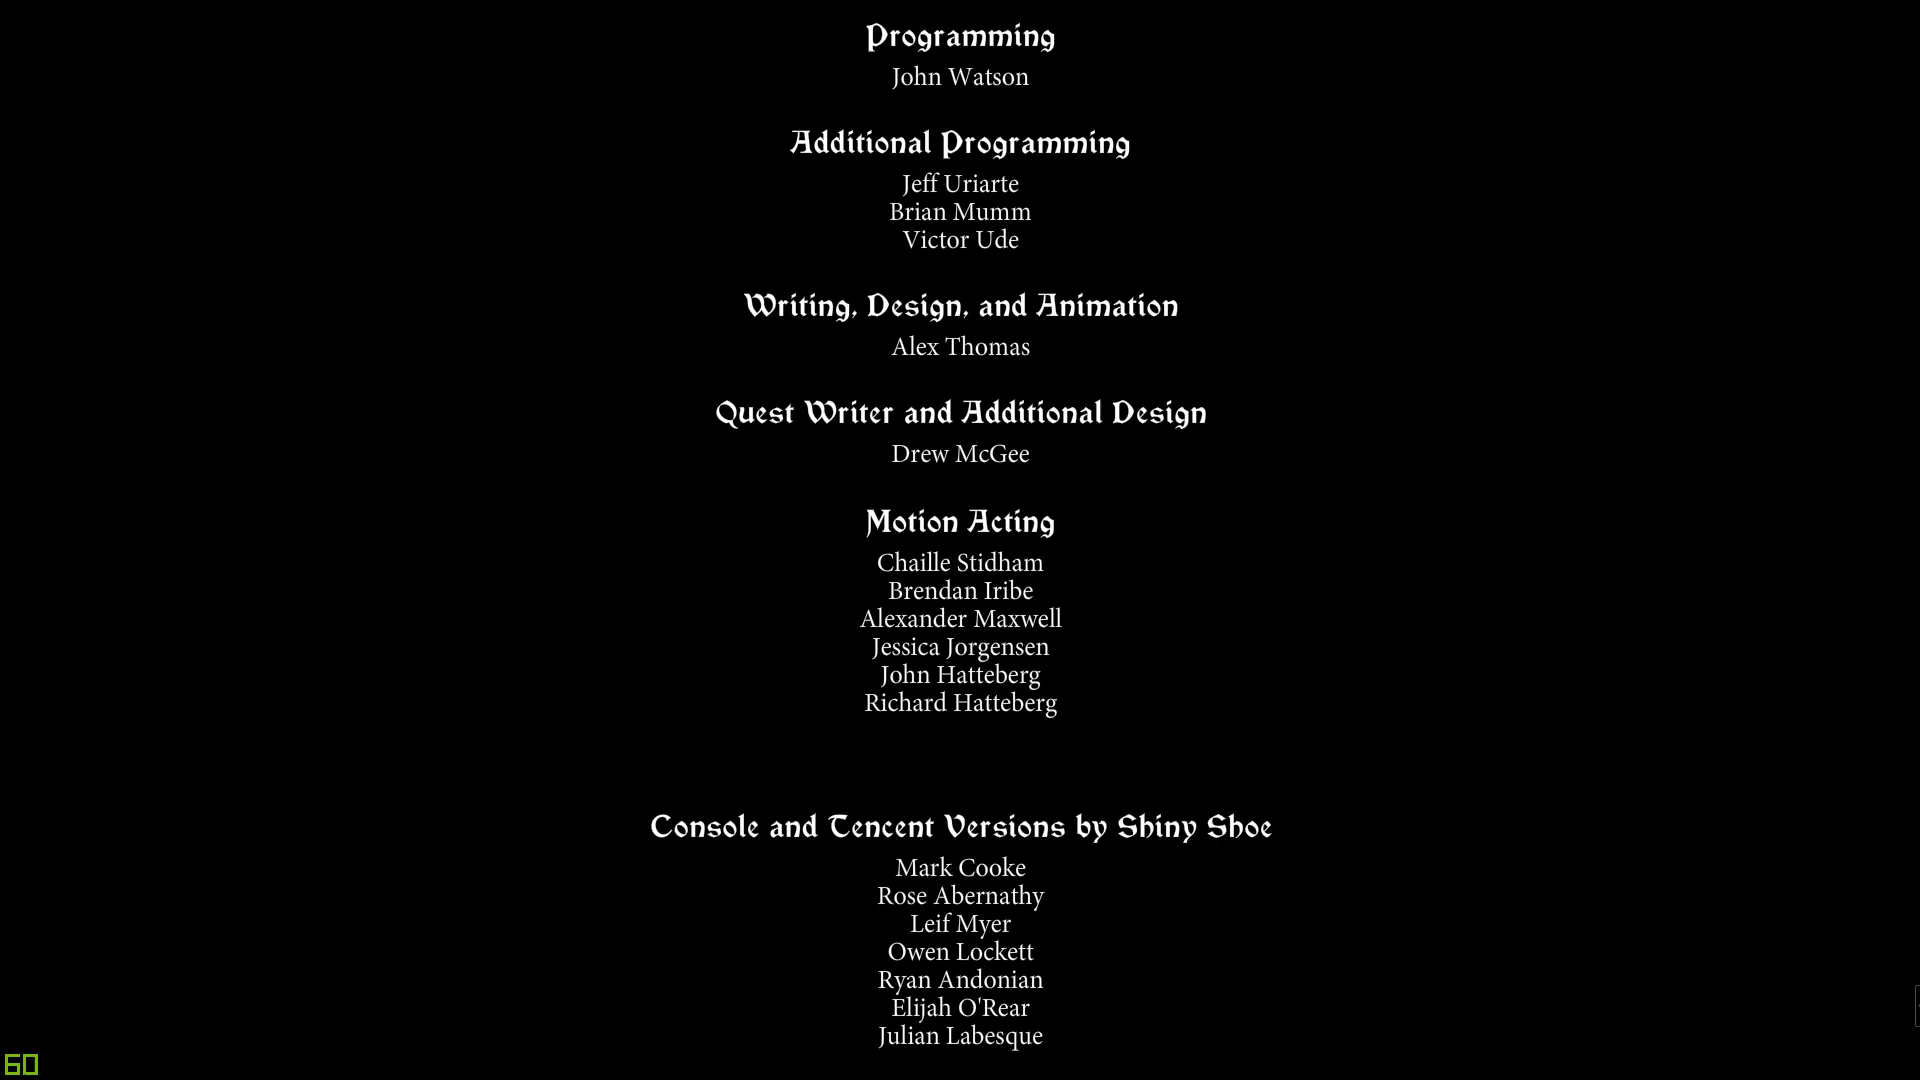 Programming
John Watson
Additional Programming
Jeff Uriarte
Brian Mumm
Victor Ude
Writing, Design, and Animation
Alex Thomas
Quest Writer and Additional Design
Drew McGee
Motion Acting
Chaille Stidham
Brendan Iribe
Alexander Maxwell
Jessica Jorgensen
John Hatteberg
Richard Hatteberg
Console and Tencent Versions by Shiny Shoe
Mark Cooke
Rose Abernathy
Leif Myer
Owen Lockett
Ryan Andonian
Elijah O'Rear
Julian Labesque
60